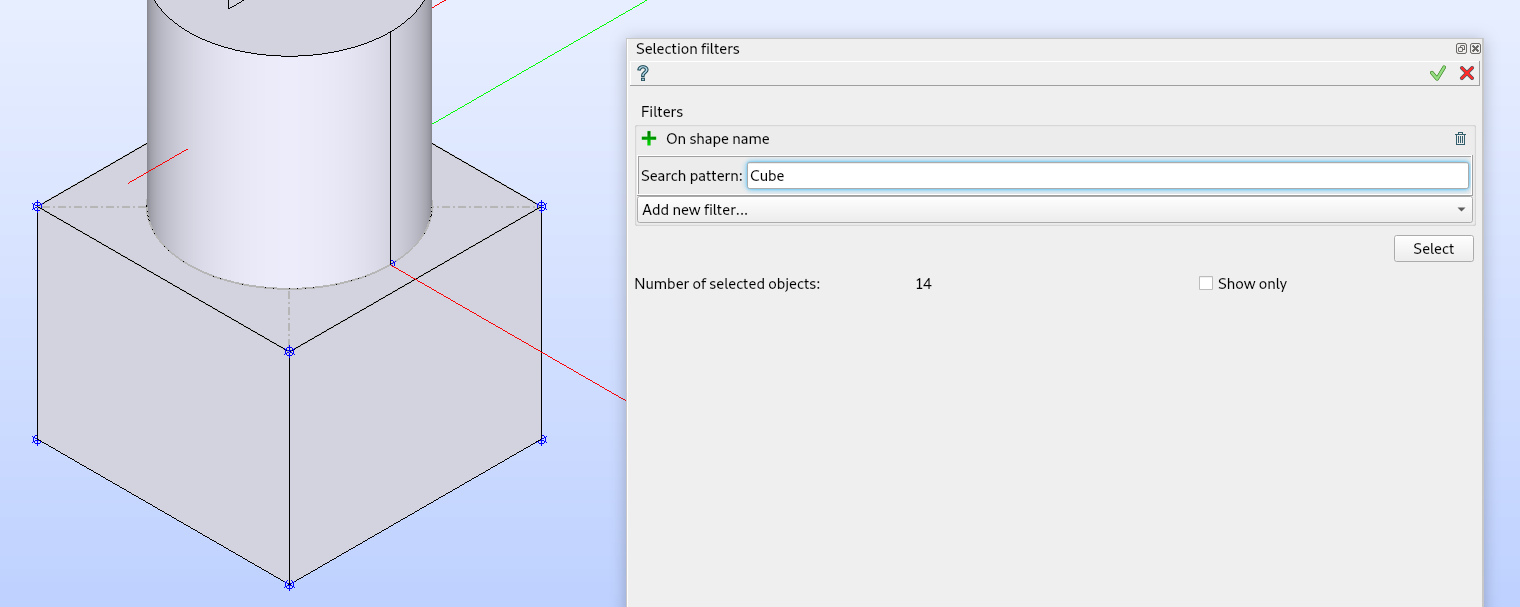 Selection filters
?
Filters
On shape name
Search pattern: Cube
Add new filter...
Select
Number of selected objects: 14 Show only